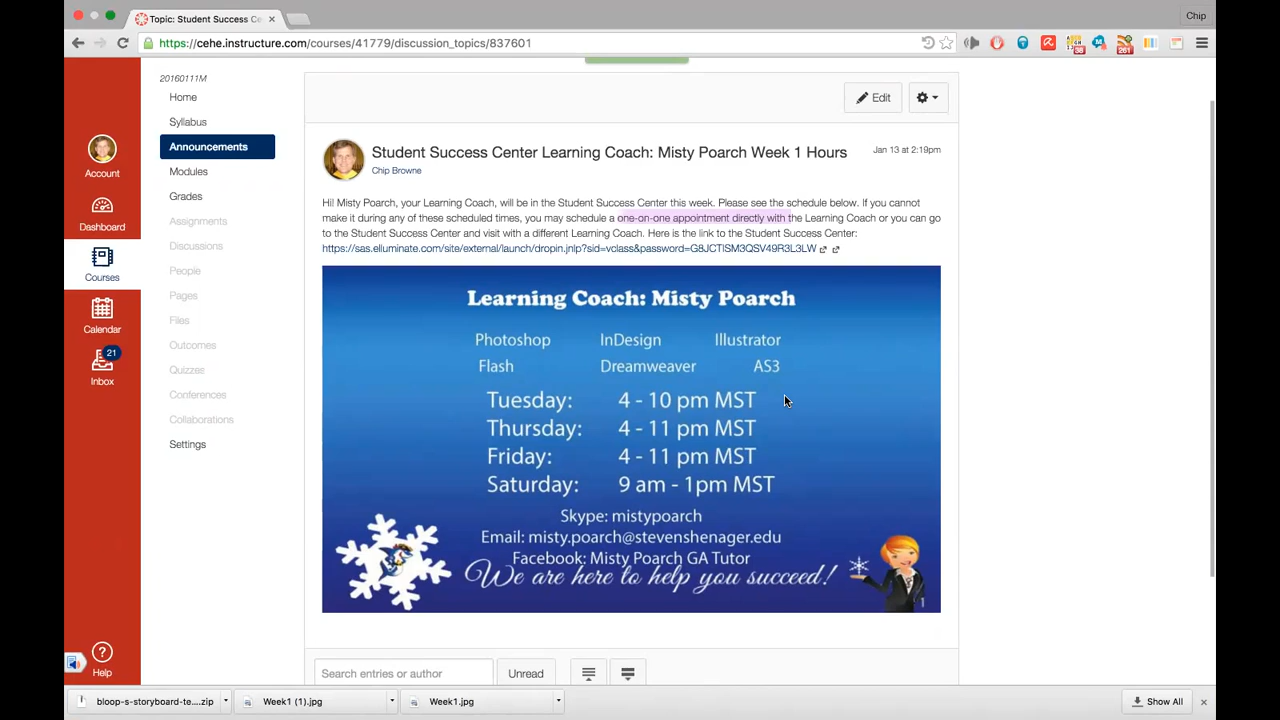 Topic: Student Success Ce
Chip
https://cehe.instructure.com/courses/41779/discussion_topics/837601
38
261
20160111M
Home
Syllabus
Announcements
Modules
Grades
Assignments
Discussions
People
Pages
Files
Outcomes
Quizzes
Conferences
Collaborations
Settings
Account
Dashboard
Courses
Calendar
21
Inbox
Help
Edit
Student Success Center Learning Coach: Misty Poarch Week 1 Hours
Jan 13 at 2:19pm
Chip Browne
Hi! Misty Poarch, your Learning Coach, will be in the Student Success Center this week. Please see the schedule below. If you cannot
make it during any of these scheduled times, you may schedule a one-on-one appointment directly with the Learning Coach or you can go
to the Student Success Center and visit with a different Learning Coach. Here is the link to the Student Success Center:
https://sas.elluminate.com/site/external/launch/dropin.jnlp?sid=vclass&password=G8JCTISM3QSV49R3L3LW
Learning Coach: Misty Poarch
Photoshop InDesign Illustrator
Flash Dreamweaver AS3
Tuesday: 4 - 10 pm MST
Thursday: 4 - 11 pm MST
Friday: 4 - 11 pm MST
Saturday: 9 am - 1pm MST
Skype: mistypoarch
Email: misty.poarch@stevenshenager.edu
Facebook: Misty Poarch GA Tutor
We are here to help you succeed!
1
Search entries or author
Unread
bloop-s-storyboard-te....zip
Week1 (1).jpg
Week1.jpg
Show All